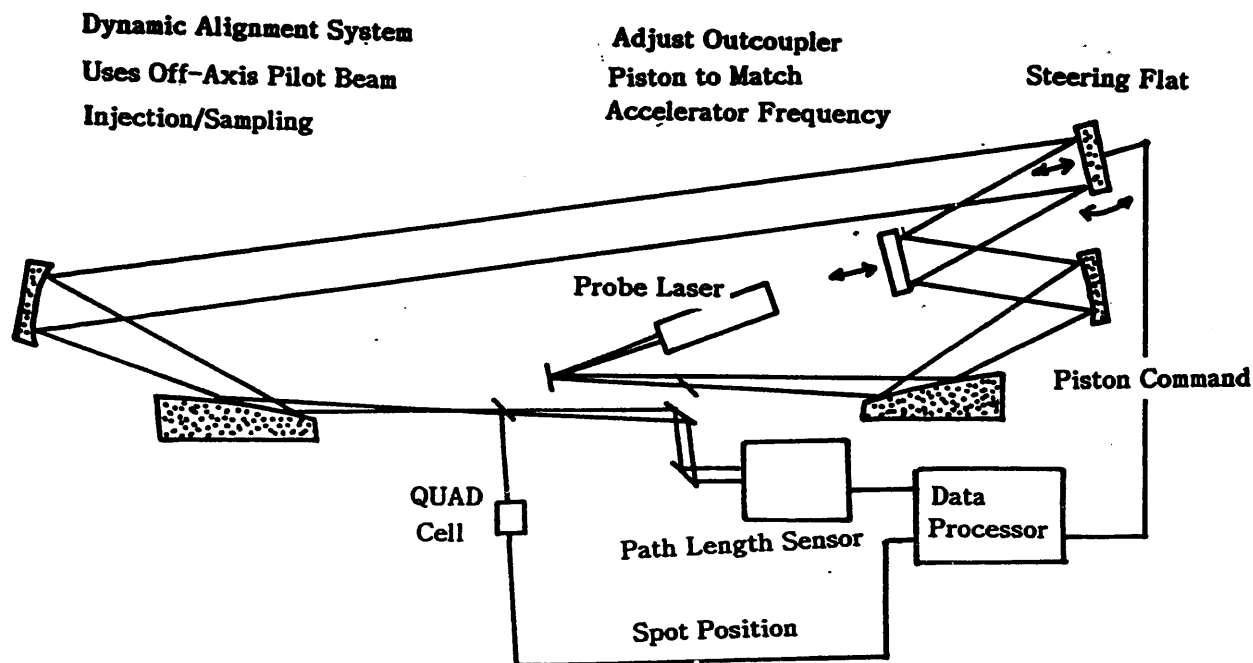 Dynamic Alignment System
Uses Off-Axis Pilot Beam
Injection/Sampling
Adjust Outcoupler
Piston to Match
Accelerator Frequency
Steering Flat
Probe Laser
Piston Command
QUAD
Cell
Path Length Sensor
Data
Processor
Spot Position